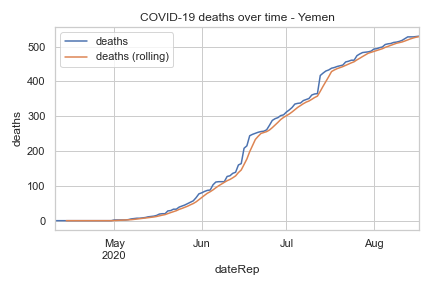 COVID-19 deaths over time - Yemen
deaths
deaths (rolling)
500
400
300
200
100
0
deaths
May Jun Jul Aug
2020
dateRep